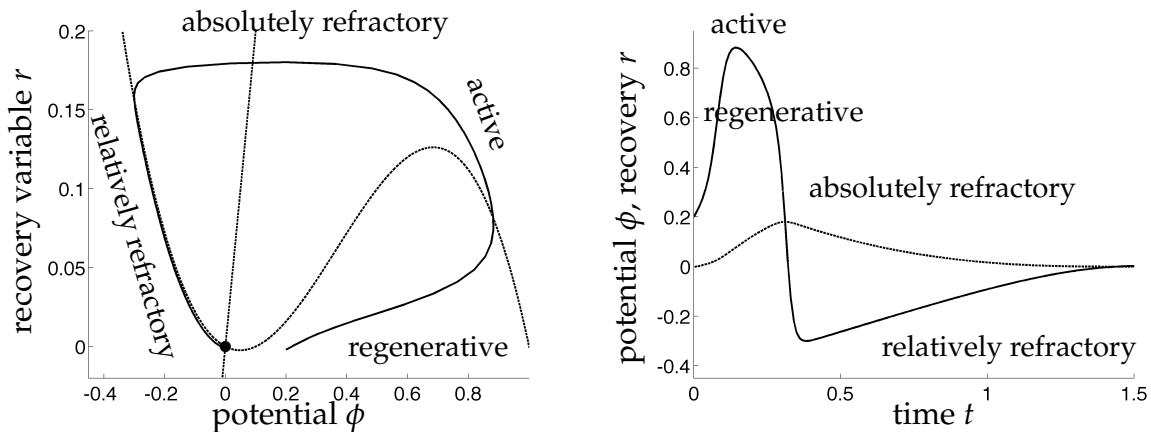 absolutely refractory
recovery variable r
0.2
0.15
0.1
0.05
0
active
relatively refractory
regenerative
-0.4
-0.2
0
0.2
0.4
0.6
0.8
potential ϕ
active
potential ϕ, recovery r
0.8
0.6
0.4
0.2
0
-0.2
-0.4
regenerative
absolutely refractory
relatively refractory
0
0.5
1
1.5
time t